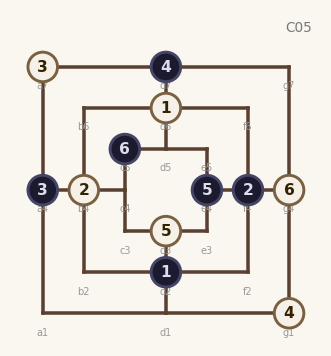 C05
3 4
a7 d7 g7
1
b6 d6 f6
6
c5 d5 e5
3 2 5 2 6
a4 b4 c4 e4 f4 g4
5
c3 d3 e3
1
b2 d2 f2
4
a1 d1 g1